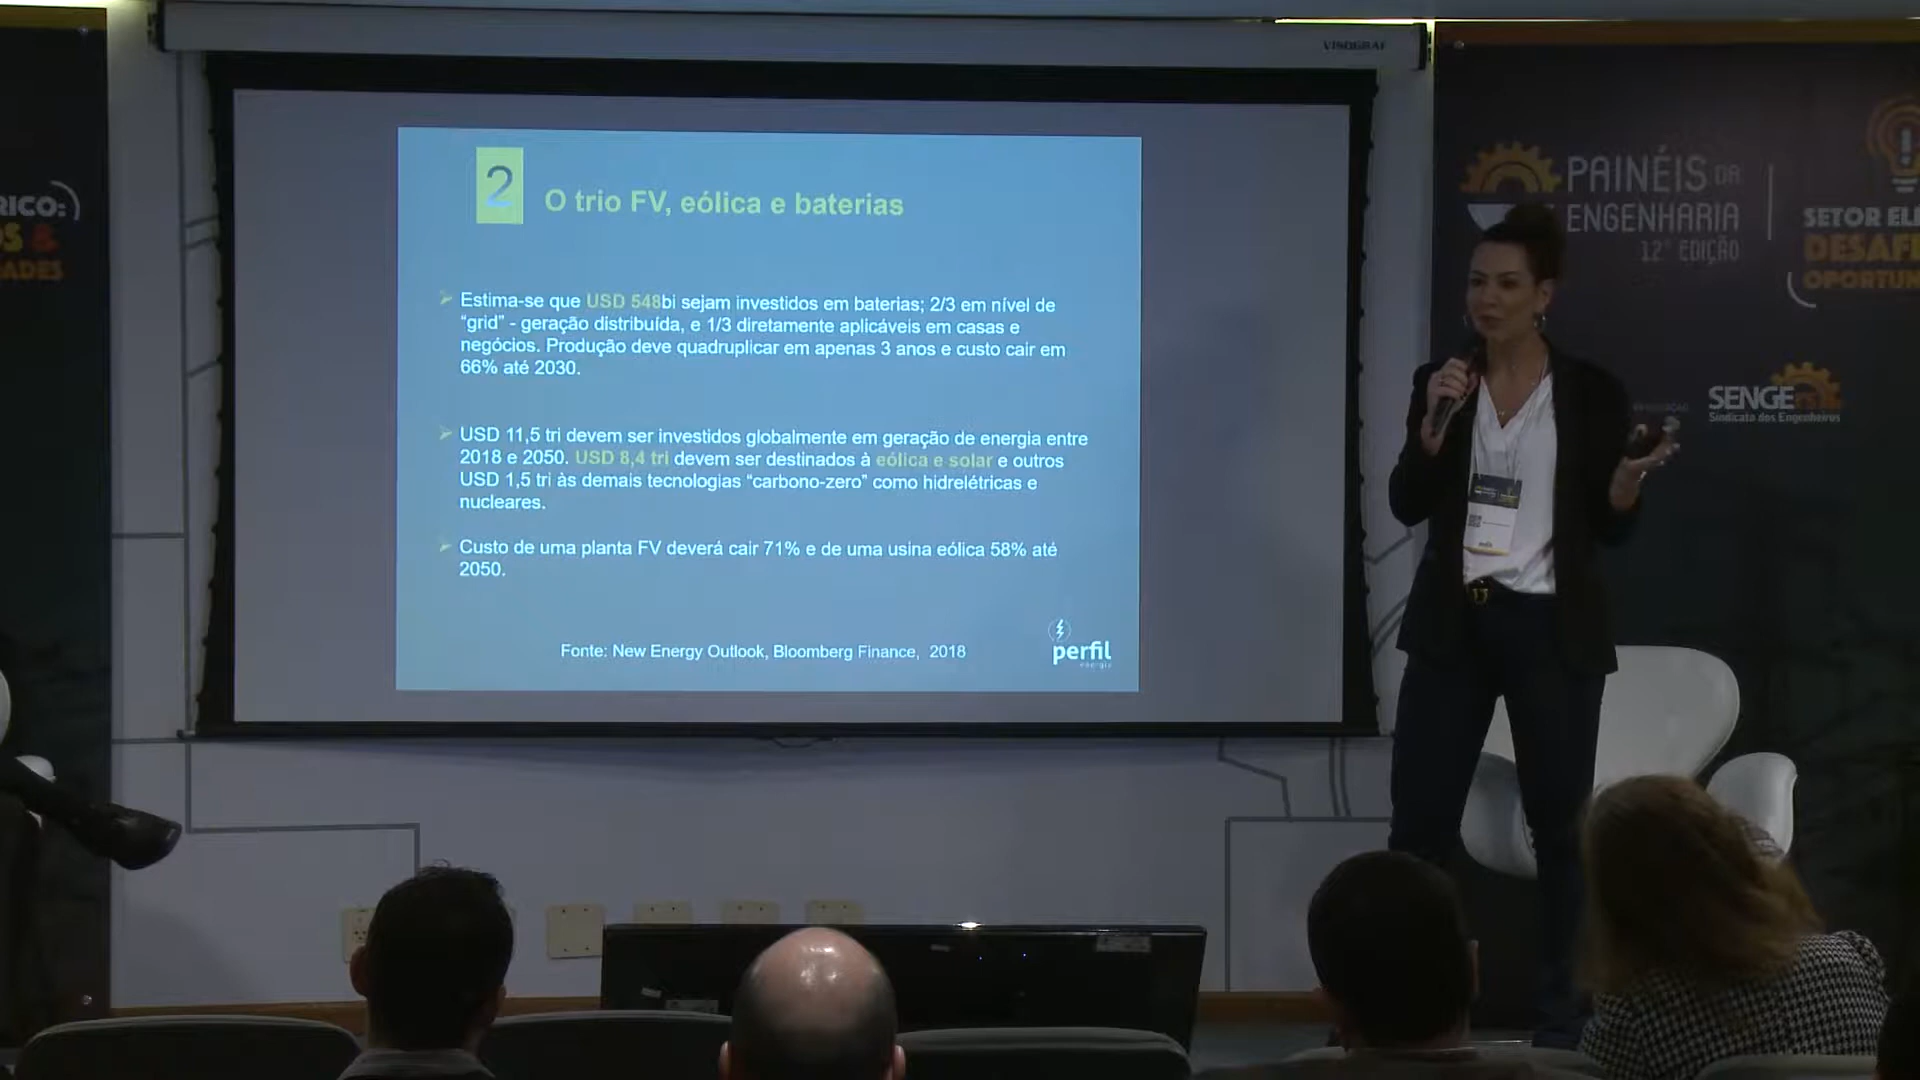 VISOGRAF
2
O trio FV, eólica e baterias
Estima-se que USD 548bi sejam investidos em baterias; 2/3 em nível de
“grid” - geração distribuída, e 1/3 diretamente aplicáveis em casas e
negócios. Produção deve quadruplicar em apenas 3 anos e custo cair em
66% até 2030.
USD 11,5 tri devem ser investidos globalmente em geração de energia entre
2018 e 2050. USD 8,4 tri devem ser destinados à eólica e solar e outros
USD 1,5 tri às demais tecnologias “carbono-zero” como hidrelétricas e
nucleares.
Custo de uma planta FV deverá cair 71% e de uma usina eólica 58% até
2050.
Fonte: New Energy Outlook, Bloomberg Finance, 2018
perfil
energia
RICO:
S &
ADES
PAINÉIS DA
ENGENHARIA
12ª EDIÇÃO
SETOR ELÉ
DESAFI
OPORTUN
SENGE RS
Sindicato dos Engenheiros